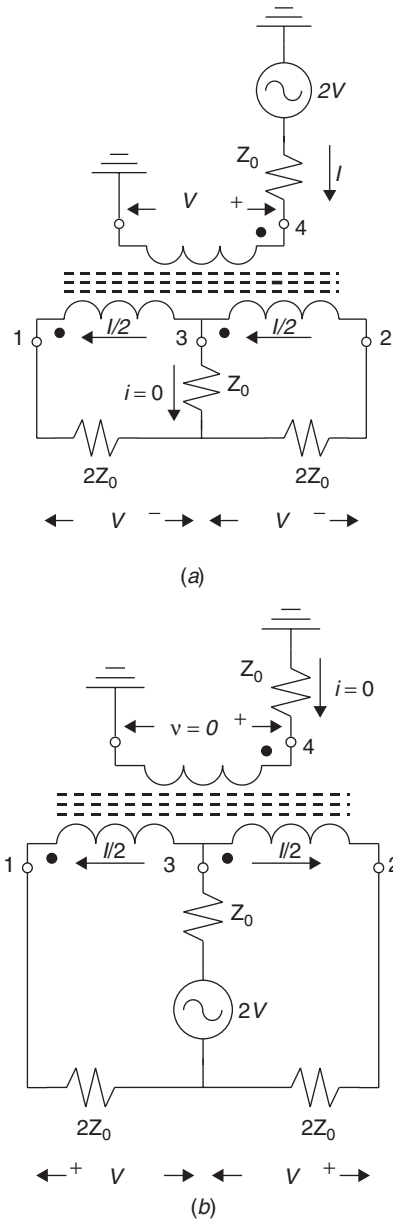 2V
Z0
I
V +
4
1 I/2 3 I/2 2
i = 0 Z0
2Z0 2Z0
V – V –
(a)
Z0
i = 0
v = 0 +
4
1 I/2 3 I/2 2
Z0
2V
2Z0 2Z0
+ V V +
(b)